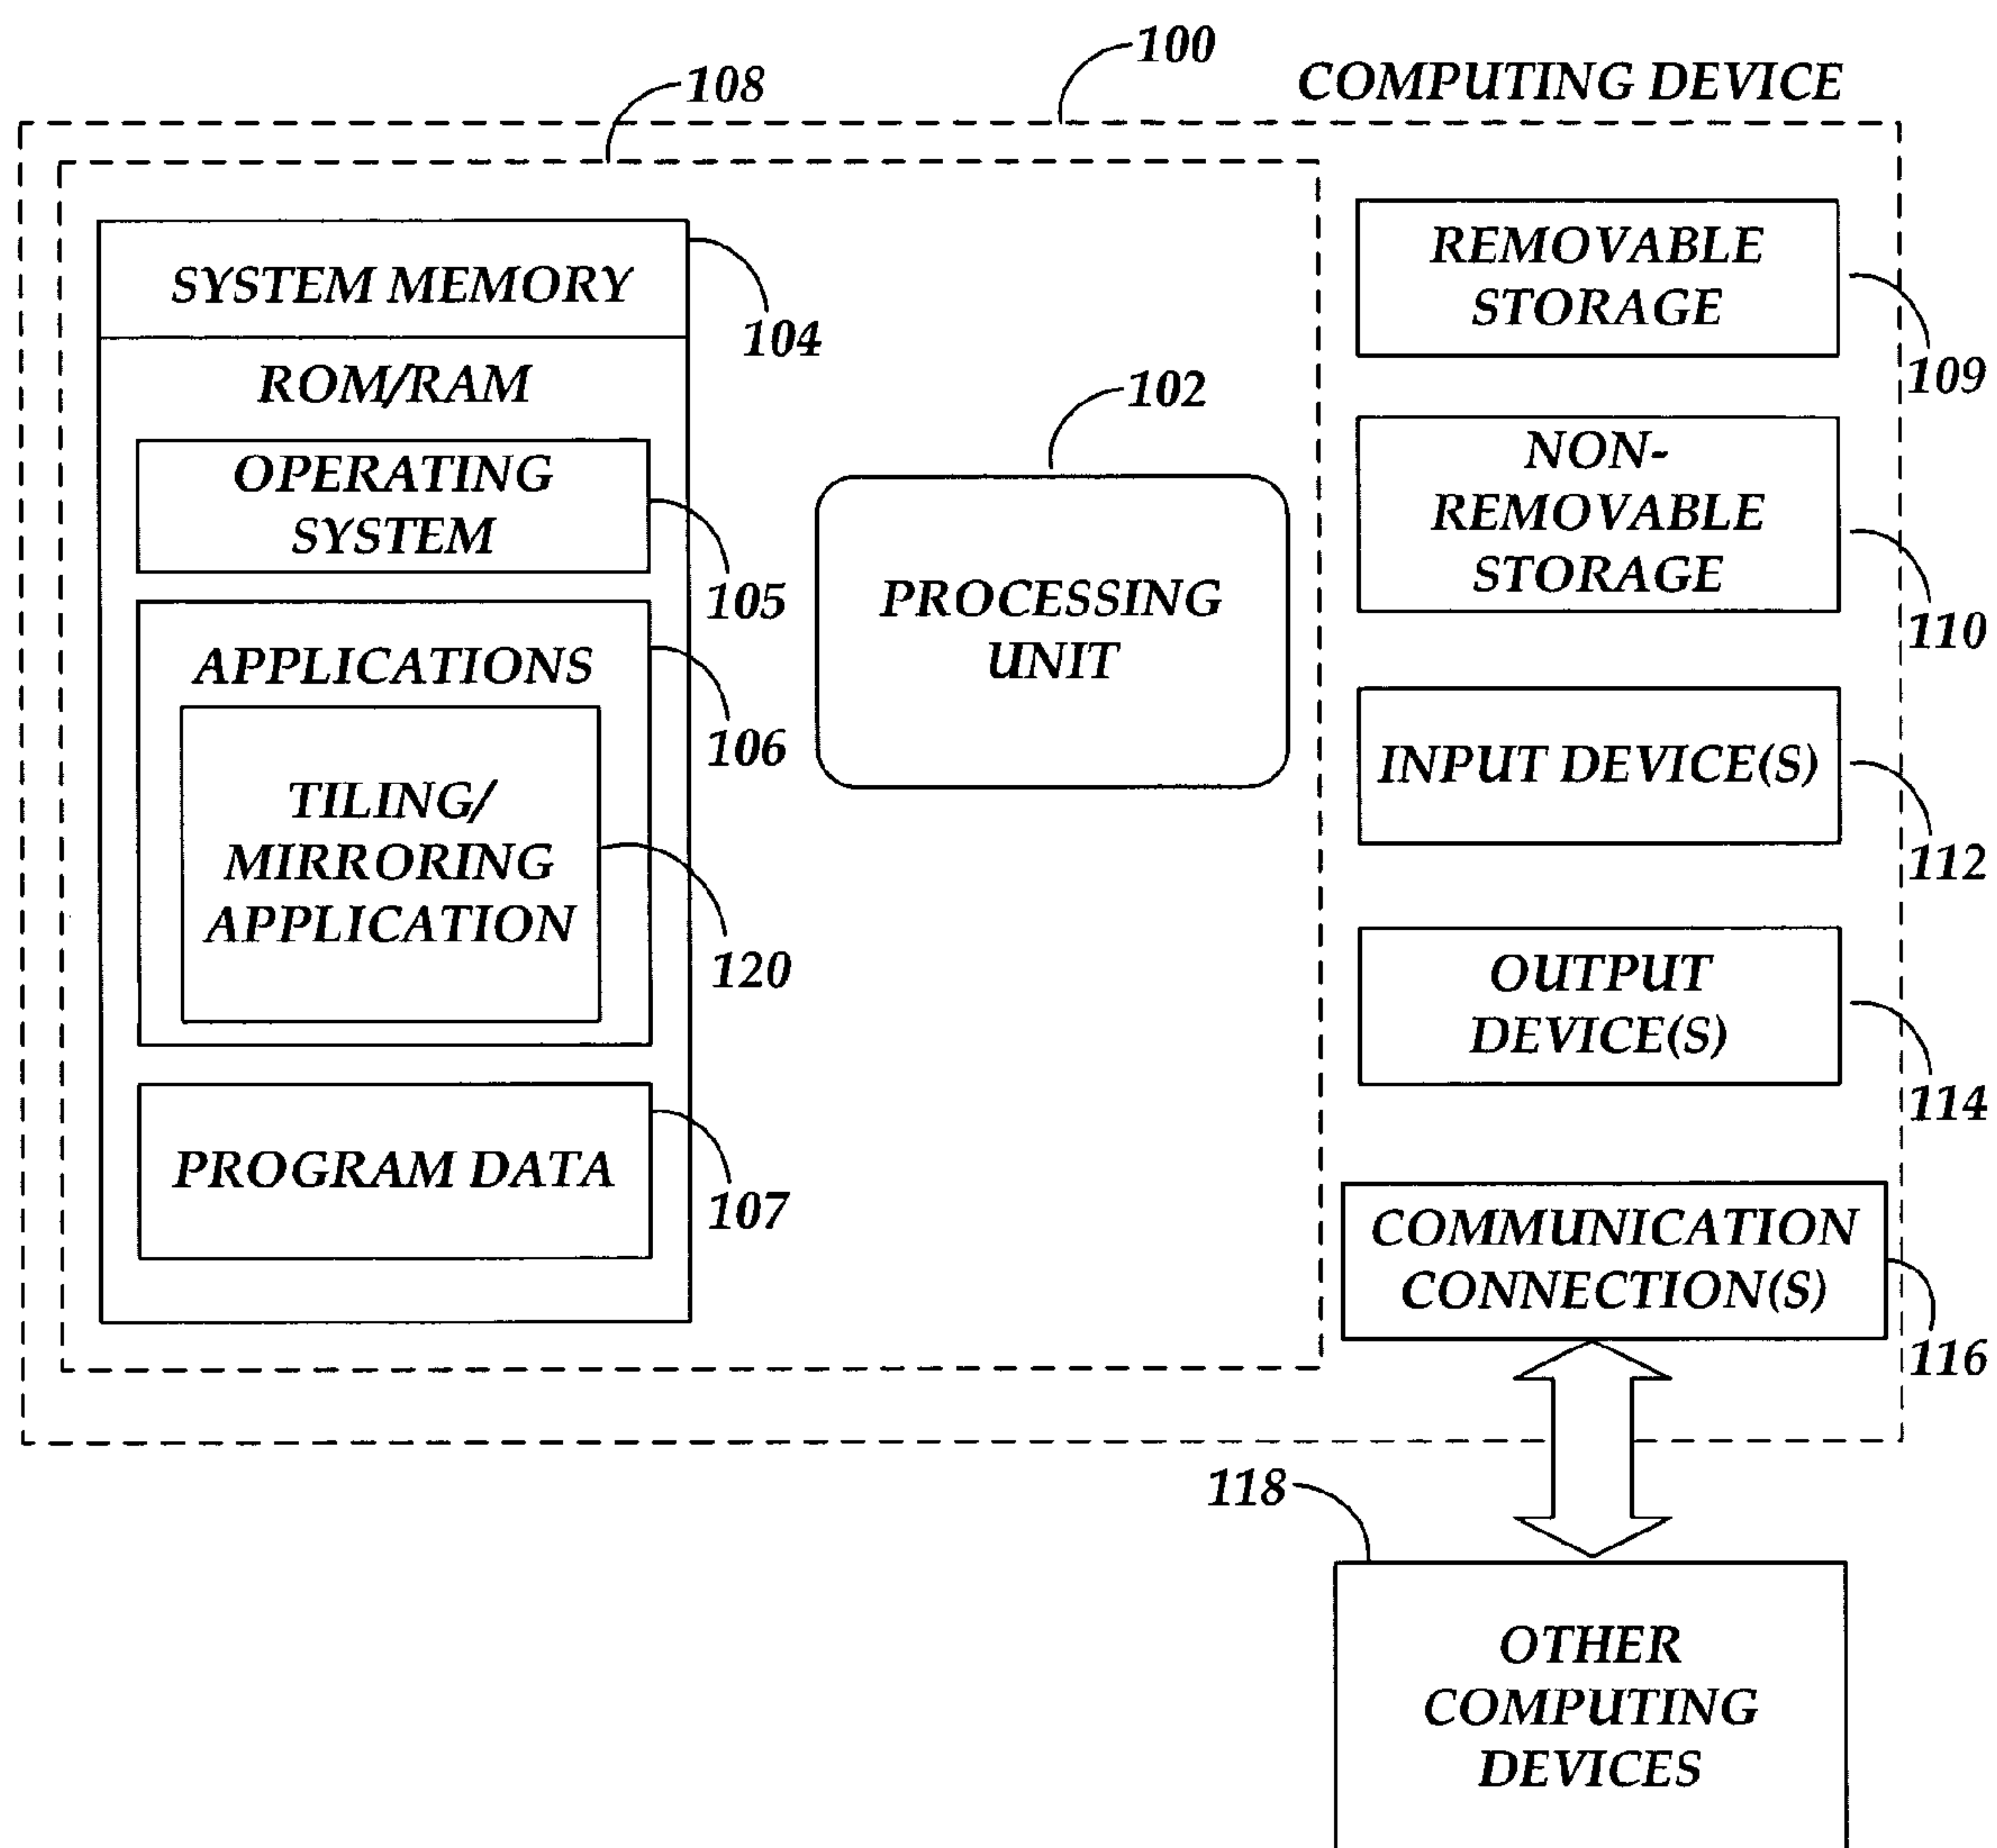 100
COMPUTING DEVICE
108
SYSTEM MEMORY
104
ROM/RAM
OPERATING
SYSTEM
105
APPLICATIONS
106
TILING/
MIRRORING
APPLICATION
120
PROGRAM DATA
107
102
PROCESSING
UNIT
REMOVABLE
STORAGE
109
NON-
REMOVABLE
STORAGE
110
INPUT DEVICE(S)
112
OUTPUT
DEVICE(S)
114
COMMUNICATION
CONNECTION(S)
116
118
OTHER
COMPUTING
DEVICES